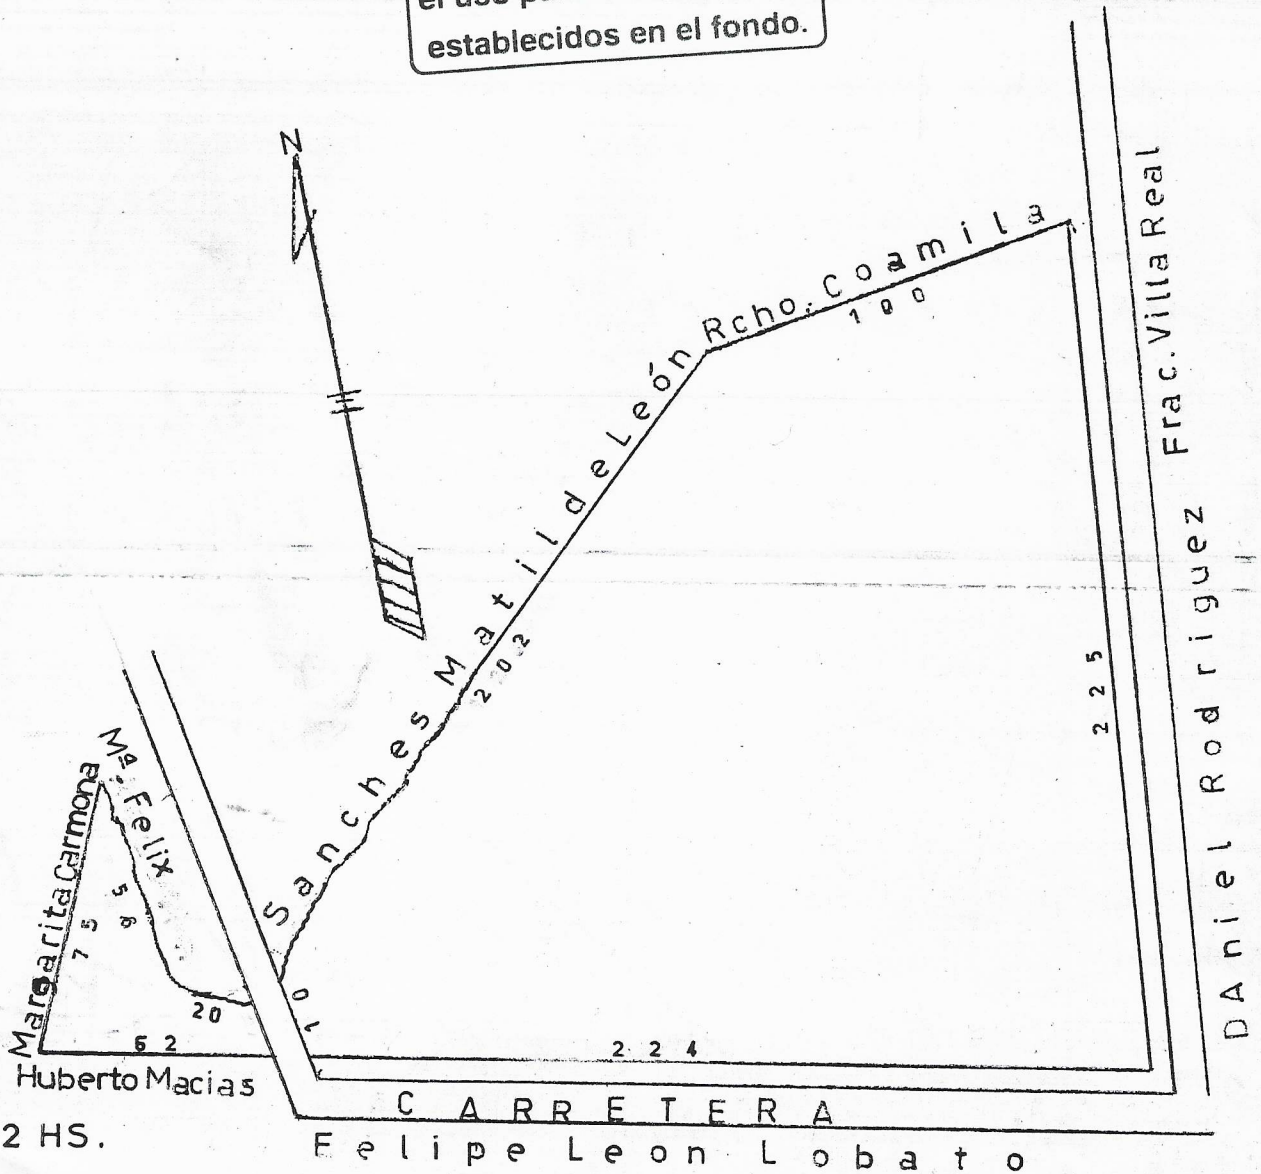 establecidos en el fondo.
N
Rcho. Coamila
100
Sanches Matilde León
202
Frac. Villa Real
225
DAniel Rodriguez
Mª. Felix
58
Margarita Carmona
75
20
10
62
224
Huberto Macias
CARRETERA
2 HS.
Felipe Leon Lobato